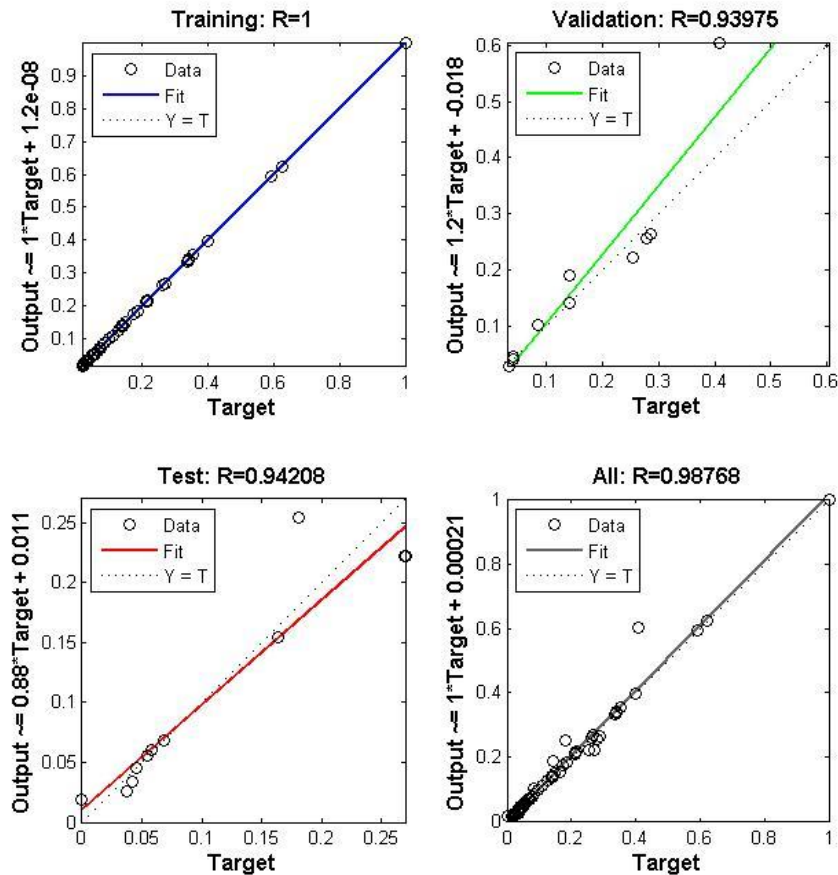 Training: R=1
Output ~= 1*Target + 1.2e-08
0.9
0.8
0.7
0.6
0.5
0.4
0.3
0.2
0.1
Data
Fit
Y = T
0.2
0.4
0.6
0.8
1
Target
Validation: R=0.93975
Output ~= 1.2*Target + -0.018
0.6
0.5
0.4
0.3
0.2
0.1
Data
Fit
Y = T
0.1
0.2
0.3
0.4
0.5
0.6
Target
Test: R=0.94208
Output ~= 0.88*Target + 0.011
0.25
0.2
0.15
0.1
0.05
0
Data
Fit
Y = T
0
0.05
0.1
0.15
0.2
0.25
Target
All: R=0.98768
Output ~= 1*Target + 0.00021
1
0.8
0.6
0.4
0.2
0
Data
Fit
Y = T
0
0.2
0.4
0.6
0.8
1
Target